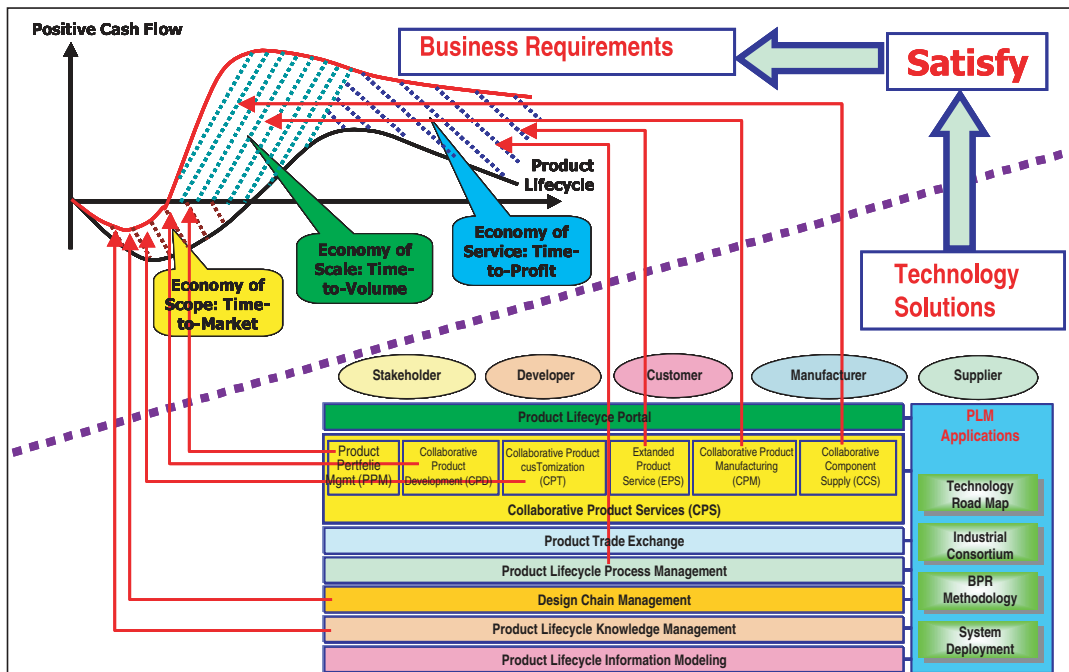 Positive Cash Flow
Business Requirements
Satisfy
Product
Lifecycle
Economy of
Service: Time-
to-Profit
Economy of
Scale: Time-
to-Volume
Economy of
Scope: Time-
to-Market
Technology
Solutions
Stakeholder
Developer
Customer
Manufacturer
Supplier
Product Lifecyce Portal
PLM
Applications
Product
Pertfelie
Mgmt (PPM)
Collaborative
Product
Development (CPD)
Collaborative Product
cusTomization
(CPT)
Extanded
Product
Service (EPS)
Collaborative Product
Manufacturing
(CPM)
Collaborative
Component
Supply (CCS)
Collaborative Product Services (CPS)
Technology
Road Map
Product Trade Exchange
Industrial
Consortium
Product Lifecycle Process Management
BPR
Methodology
Design Chain Management
Product Lifecycle Knowledge Management
System
Deployment
Product Lifecycle Information Modeling